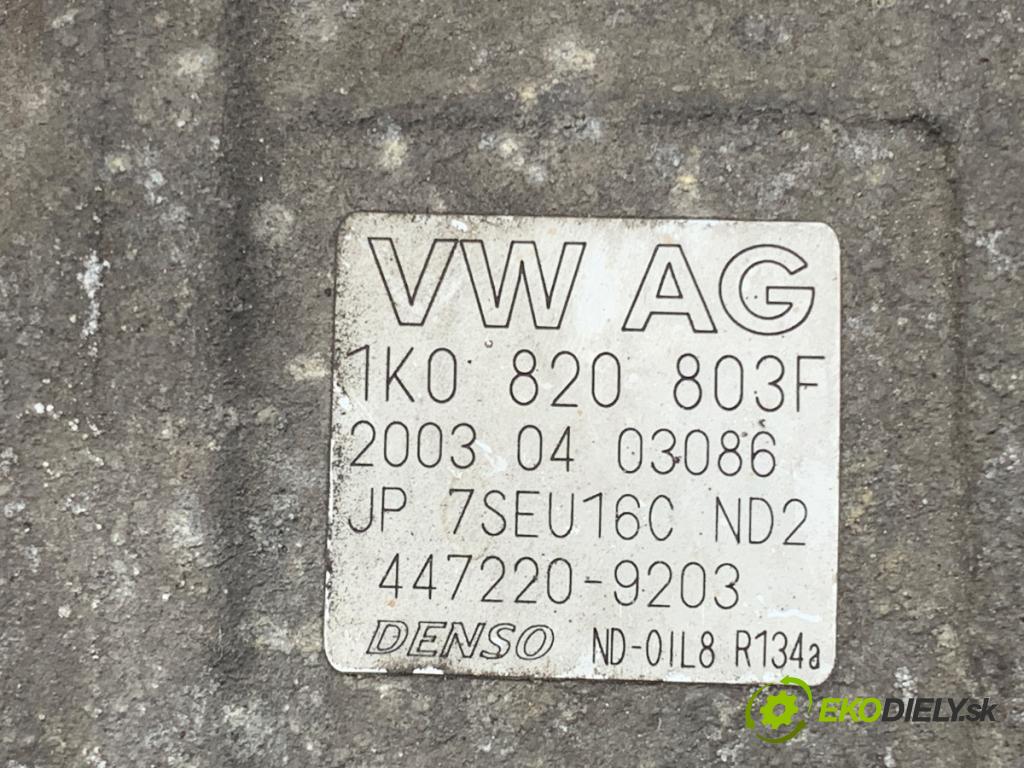 VW AG
1K0 820 803F
2003 04 03086
JP 7SEU16C ND2
447220-9203
DENSO ND-OIL8 R134a
EKODIELY.sk